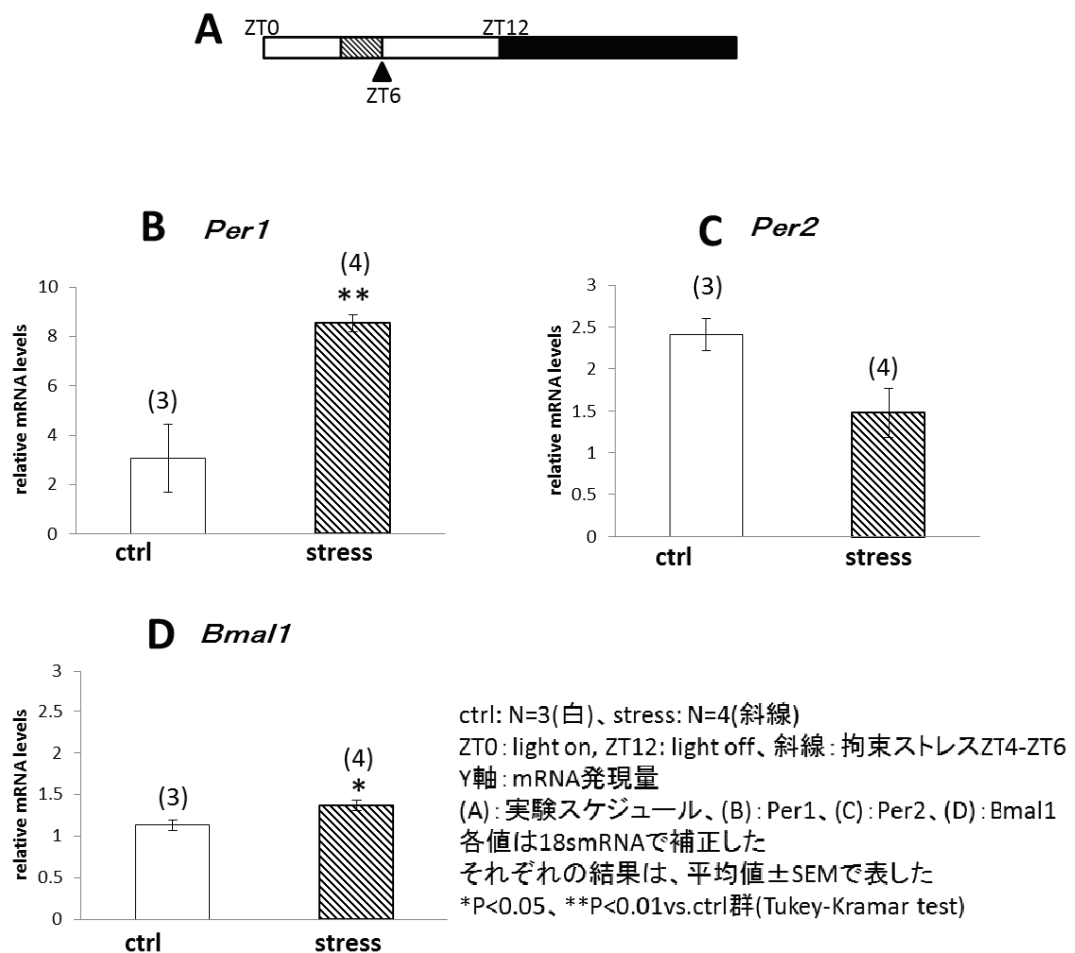 A
ZT0
ZT12
ZT6
B Per1
relative mRNA levels
10
8
6
4
2
0
(3)
(4)
**
ctrl
stress
C Per2
relative mRNA levels
3
2.5
2
1.5
1
0.5
0
(3)
(4)
ctrl
stress
D Bmal1
relative mRNA levels
3
2.5
2
1.5
1
0.5
0
(3)
(4)
*
ctrl
stress
ctrl: N=3(白)、stress: N=4(斜線)
ZT0:light on, ZT12: light off、斜線:拘束ストレスZT4-ZT6
Y軸:mRNA発現量
(A):実験スケジュール、(B):Per1、(C):Per2、(D):Bmal1
各値は18smRNAで補正した
それぞれの結果は、平均値±SEMで表した
*P<0.05、**P<0.01vs.ctrl群(Tukey-Kramar test)